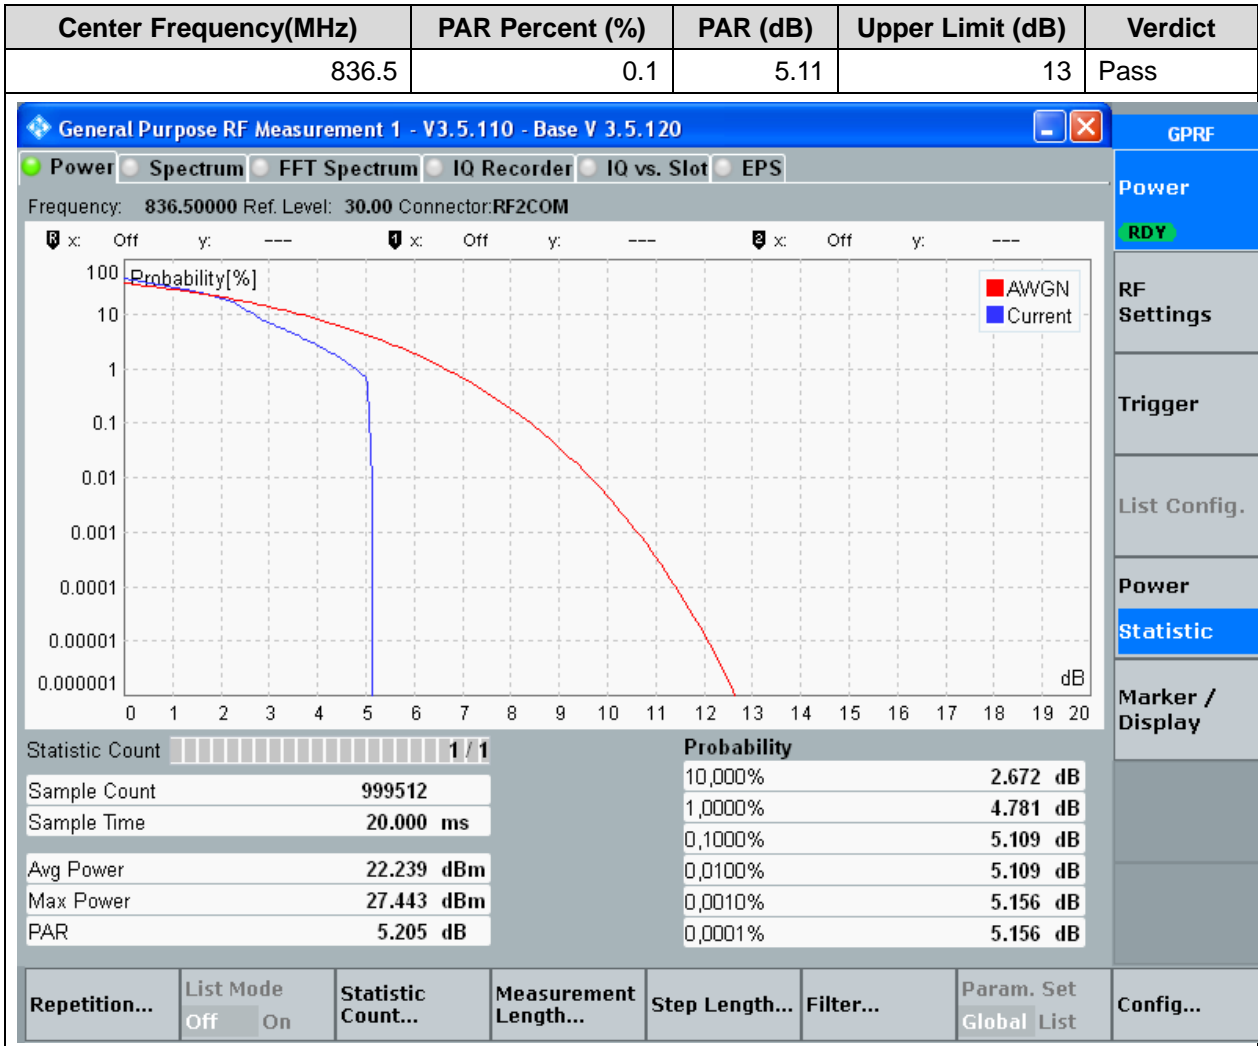 Center Frequency(MHz) PAR Percent (%) PAR (dB) Upper Limit (dB) Verdict
836.5 0.1 5.11 13 Pass
General Purpose RF Measurement 1 - V3.5.110 - Base V 3.5.120
GPRF
Power Spectrum FFT Spectrum IQ Recorder IQ vs. Slot EPS
Power
RDY
Frequency: 836.50000 Ref. Level: 30.00 Connector:RF2COM
R x: Off y: --- 1 x: Off y: --- 2 x: Off y: ---
Probability[%]
AWGN
Current
100
10
1
0.1
0.01
0.001
0.0001
0.00001
0.000001
dB
0 1 2 3 4 5 6 7 8 9 10 11 12 13 14 15 16 17 18 19 20
RF
Settings
Trigger
List Config.
Power
Statistic
Marker /
Display
Statistic Count 1 / 1
Sample Count 999512
Sample Time 20.000 ms
Avg Power 22.239 dBm
Max Power 27.443 dBm
PAR 5.205 dB
Probability
10,000% 2.672 dB
1,0000% 4.781 dB
0,1000% 5.109 dB
0,0100% 5.109 dB
0,0010% 5.156 dB
0,0001% 5.156 dB
Repetition...
List Mode
Off On
Statistic
Count...
Measurement
Length...
Step Length...
Filter...
Param. Set
Global List
Config...